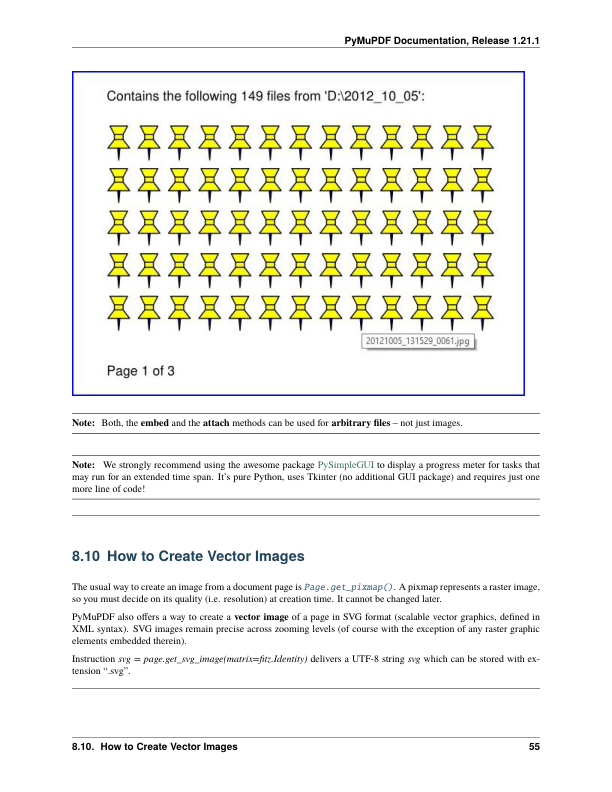 PyMuPDF Documentation, Release 1.21.1
Contains the following 149 files from 'D:\2012_10_05':
20121005_131529_0061.jpg
Page 1 of 3
Note: Both, the embed and the attach methods can be used for arbitrary files – not just images.
Note: We strongly recommend using the awesome package PySimpleGUI to display a progress meter for tasks that
may run for an extended time span. It's pure Python, uses Tkinter (no additional GUI package) and requires just one
more line of code!
8.10 How to Create Vector Images
The usual way to create an image from a document page is Page.get_pixmap(). A pixmap represents a raster image,
so you must decide on its quality (i.e. resolution) at creation time. It cannot be changed later.
PyMuPDF also offers a way to create a vector image of a page in SVG format (scalable vector graphics, defined in
XML syntax). SVG images remain precise across zooming levels (of course with the exception of any raster graphic
elements embedded therein).
Instruction svg = page.get_svg_image(matrix=fitz.Identity) delivers a UTF-8 string svg which can be stored with ex-
tension “.svg”.
8.10. How to Create Vector Images 55